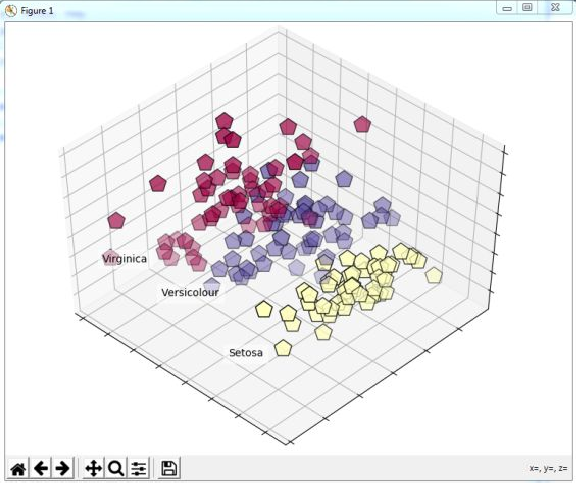 Figure 1
Virginica
Versicolour
Setosa
x=, y=, z=